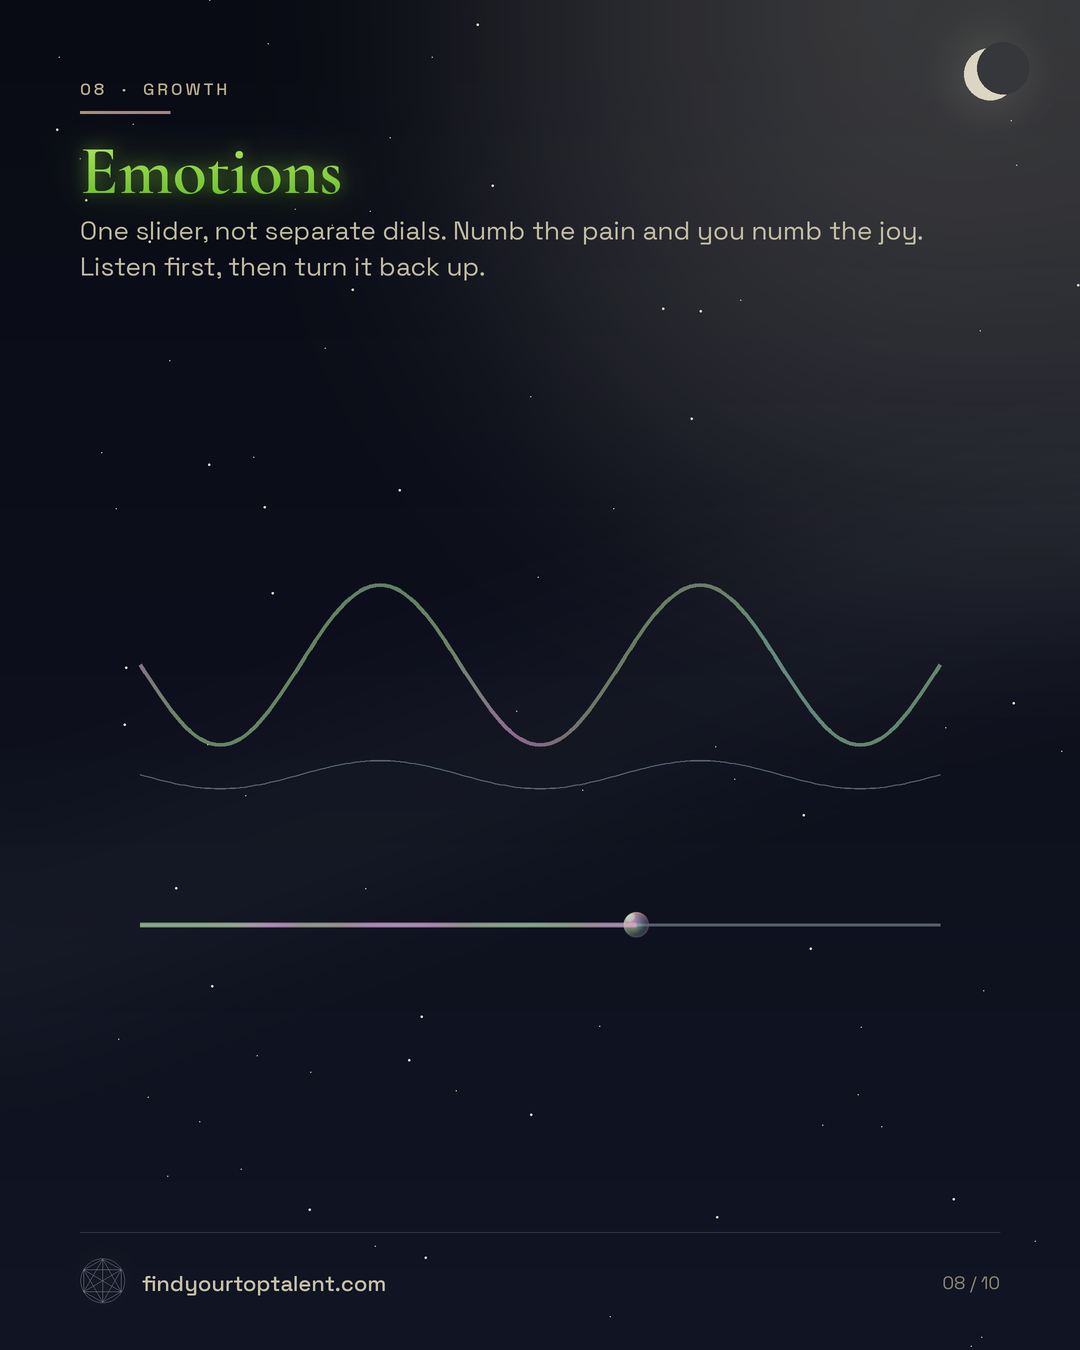 08 · GROWTH
Emotions
One slider, not separate dials. Numb the pain and you numb the joy.
Listen first, then turn it back up.
findyourtoptalent.com
08 / 10